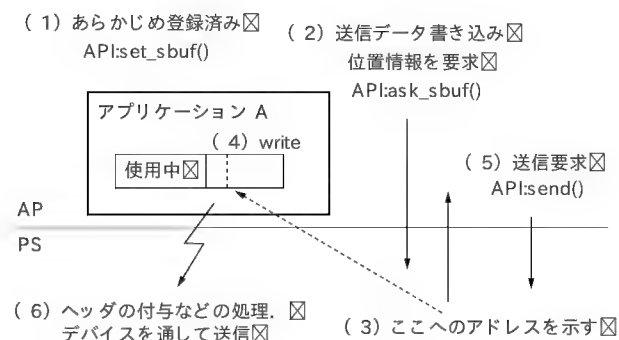 (1) あらかじめ登録済み
API:set_sbuf()
(2) 送信データ書き込み
位置情報を要求
API:ask_sbuf()
アプリケーション A
(4) write
使用中
(5) 送信要求
API:send()
AP
PS
(6) ヘッダの付与などの処理.
デバイスを通して送信
(3) ここへのアドレスを示す